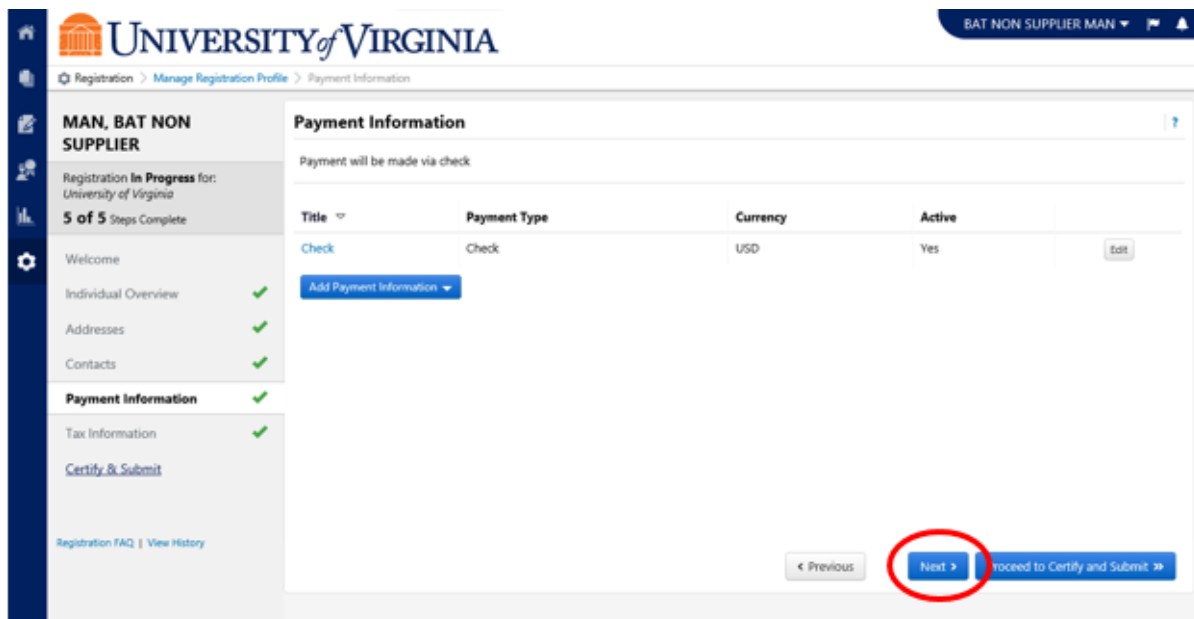 UNIVERSITY of VIRGINIA
BAT NON SUPPLIER MAN
Registration > Manage Registration Profile > Payment Information
MAN, BAT NON
SUPPLIER
Registration In Progress for:
University of Virginia
5 of 5 Steps Complete
Welcome
Individual Overview
Addresses
Contacts
Payment Information
Tax Information
Certify & Submit
Registration FAQ | View History
Payment Information ?
Payment will be made via check
Title Payment Type Currency Active
Check Check USD Yes Edit
Add Payment Information
< Previous Next > Proceed to Certify and Submit »